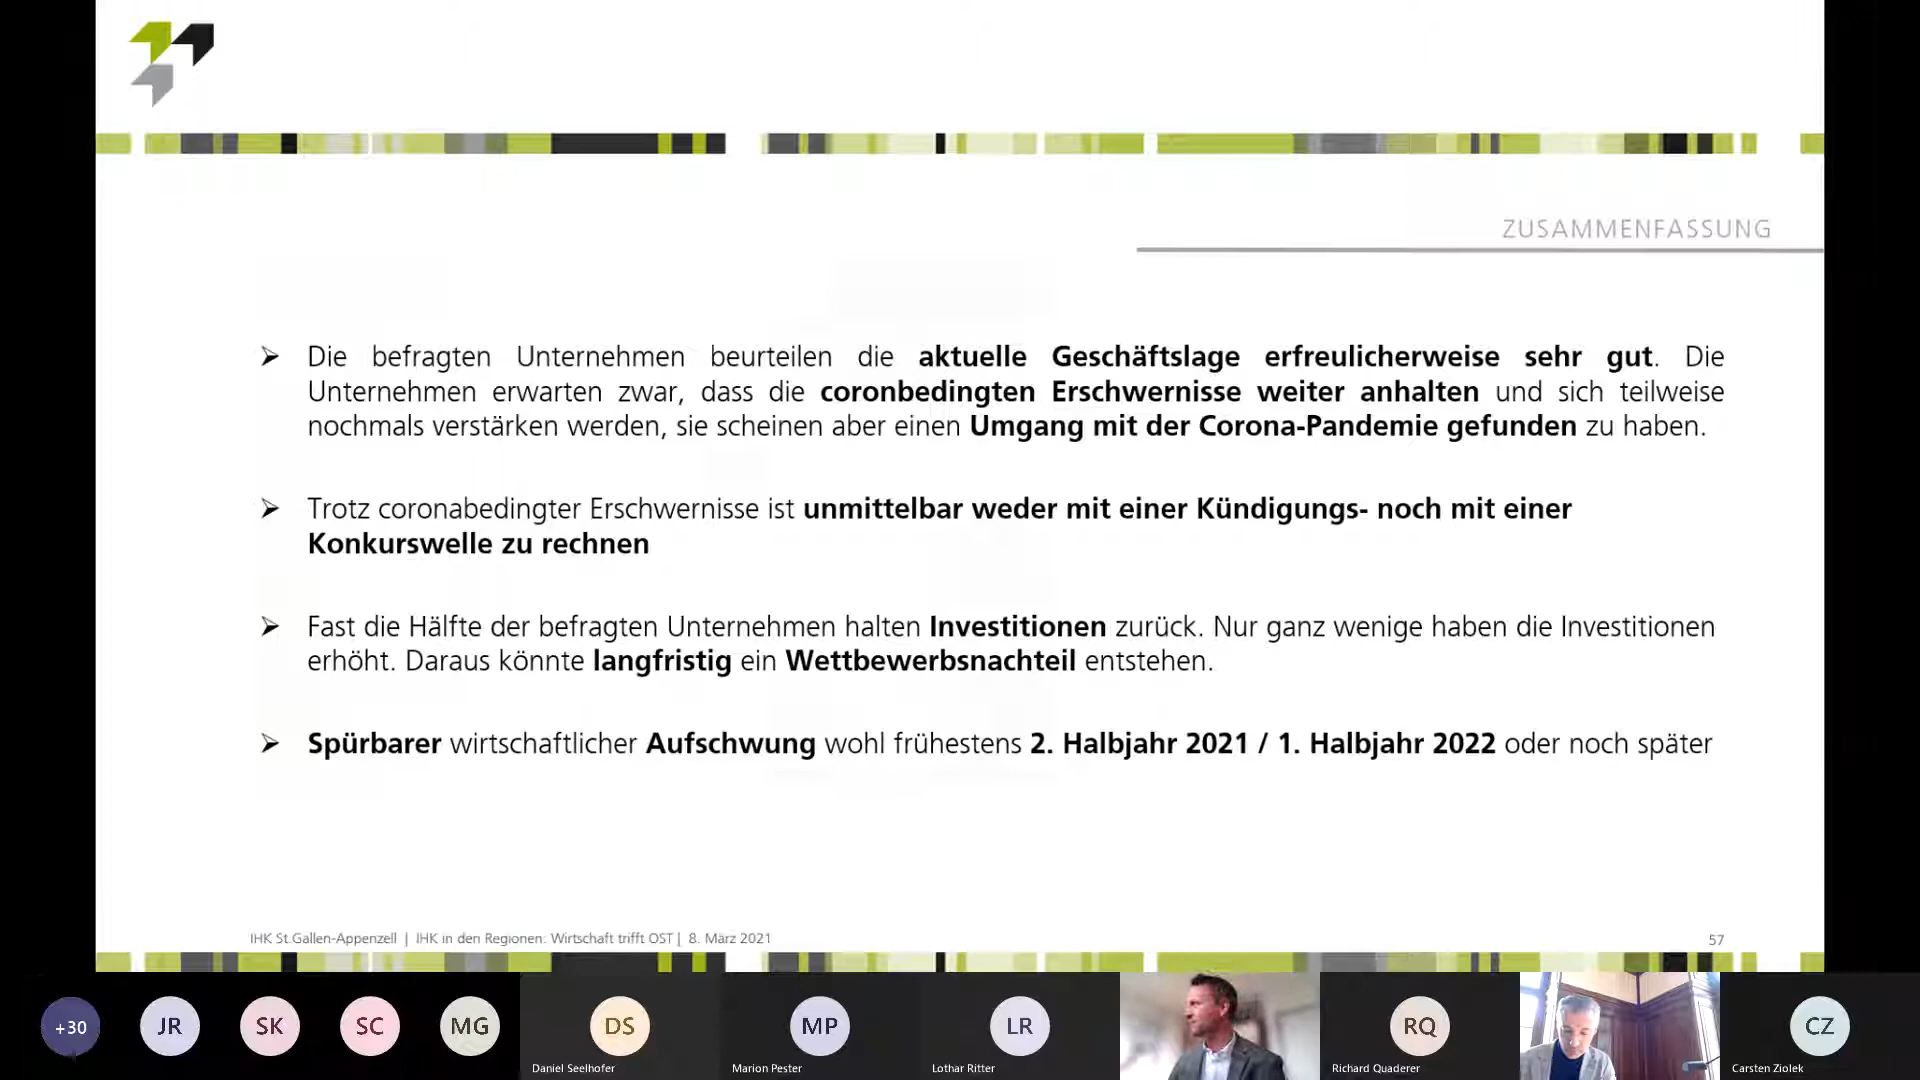 ZUSAMMENFASSUNG
➢ Die befragten Unternehmen beurteilen die aktuelle Geschäftslage erfreulicherweise sehr gut. Die
Unternehmen erwarten zwar, dass die coronbedingten Erschwernisse weiter anhalten und sich teilweise
nochmals verstärken werden, sie scheinen aber einen Umgang mit der Corona-Pandemie gefunden zu haben.
➢ Trotz coronabedingter Erschwernisse ist unmittelbar weder mit einer Kündigungs- noch mit einer
Konkurswelle zu rechnen
➢ Fast die Hälfte der befragten Unternehmen halten Investitionen zurück. Nur ganz wenige haben die Investitionen
erhöht. Daraus könnte langfristig ein Wettbewerbsnachteil entstehen.
➢ Spürbarer wirtschaftlicher Aufschwung wohl frühestens 2. Halbjahr 2021 / 1. Halbjahr 2022 oder noch später
IHK St.Gallen-Appenzell | IHK in den Regionen: Wirtschaft trifft OST | 8. März 2021
57
+30
JR
SK
SC
MG
DS
MP
LR
RQ
CZ
Daniel Seelhofer
Marion Pester
Lothar Ritter
Richard Quaderer
Carsten Ziolek